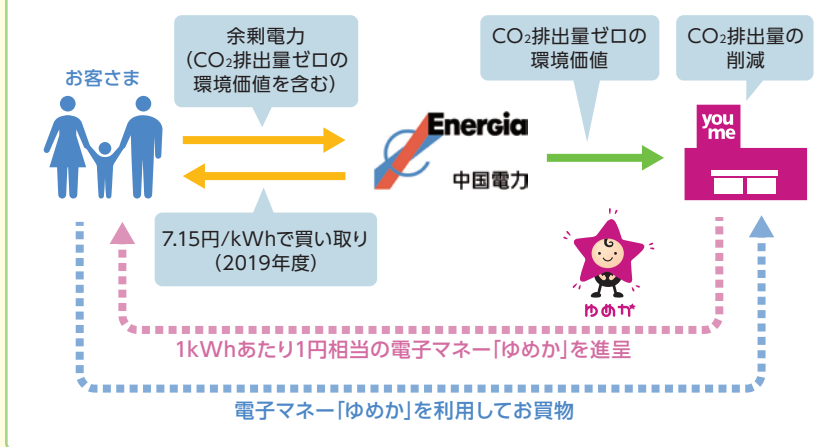 お客さま
余剰電力
（CO₂排出量ゼロの
環境価値を含む）
Energia
中国電力
7.15円/kWhで買い取り
（2019年度）
CO₂排出量ゼロの
環境価値
CO₂排出量の
削減
you
me
ゆめか
1kWhあたり1円相当の電子マネー「ゆめか」を進呈
電子マネー「ゆめか」を利用してお買物